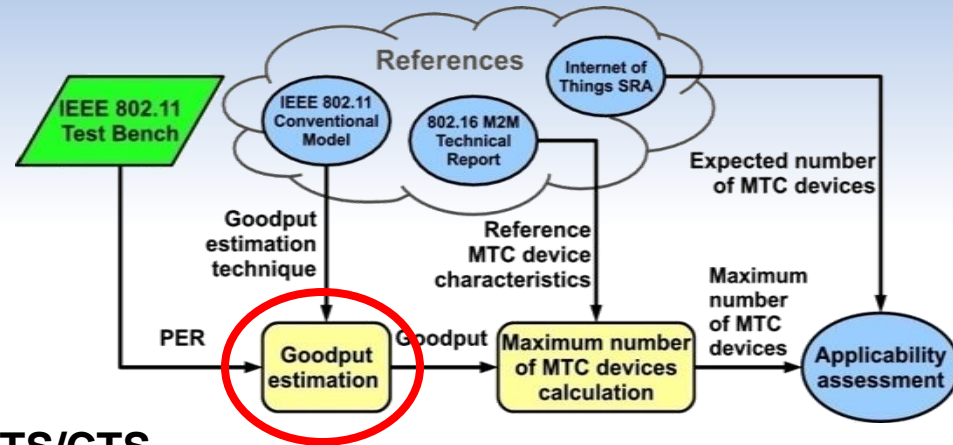 References
IEEE 802.11
Test Bench
IEEE 802.11
Conventional
Model
802.16 M2M
Technical
Report
Internet of
Things SRA
Goodput
estimation
technique
Reference
MTC device
characteristics
Expected number
of MTC devices
PER
Goodput
estimation
Goodput
Maximum number
of MTC devices
calculation
Maximum
number
of MTC
devices
Applicability
assessment
TS/CTS